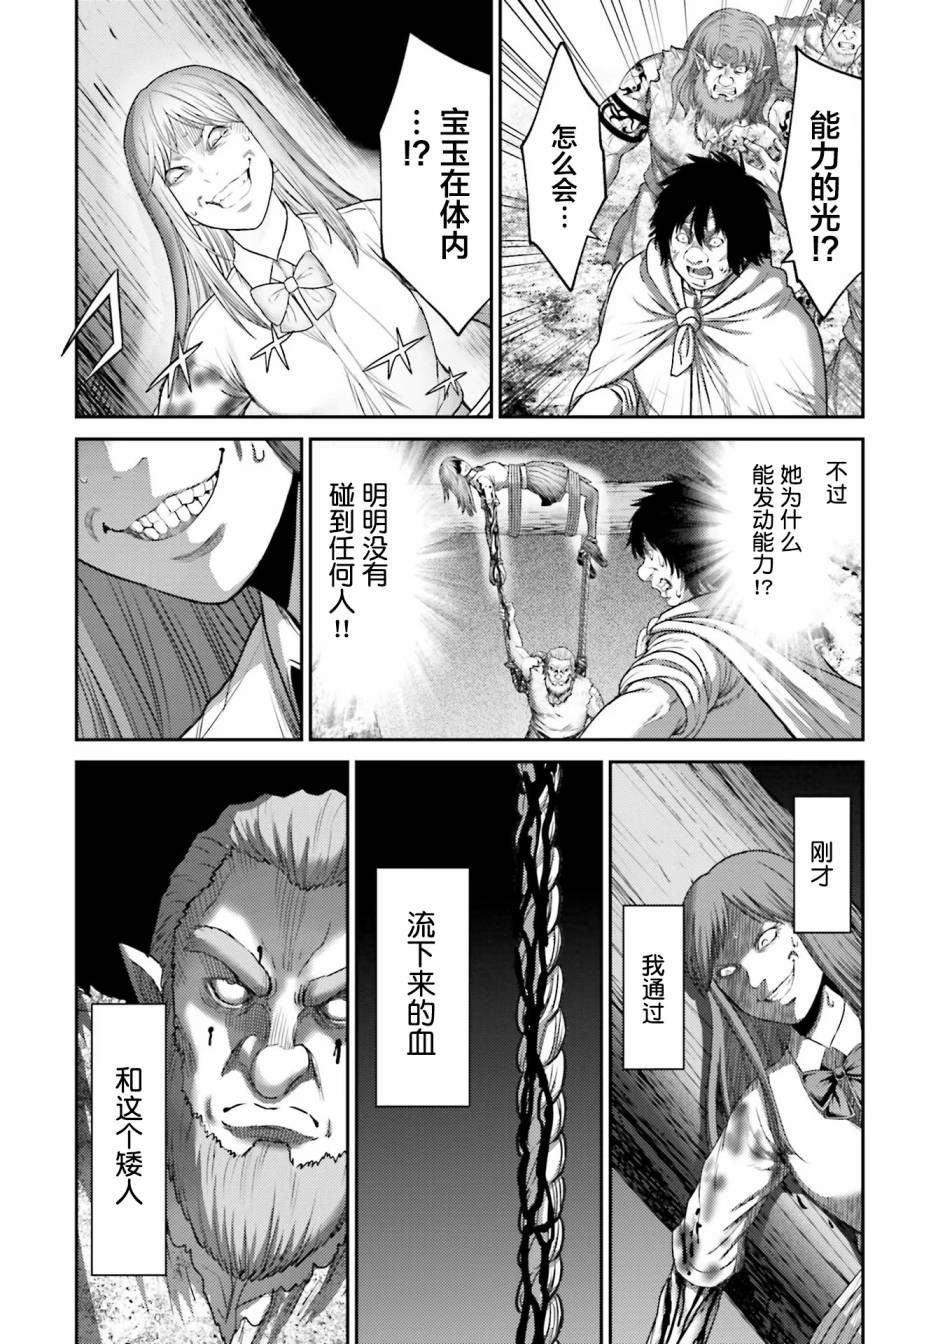 能力的光!?
怎么会…
宝玉在体内
…!?
不过
她为什么
能发动能力!?
明明没有
碰到任何人!!
刚才
我通过
流下来的血
和这个矮人